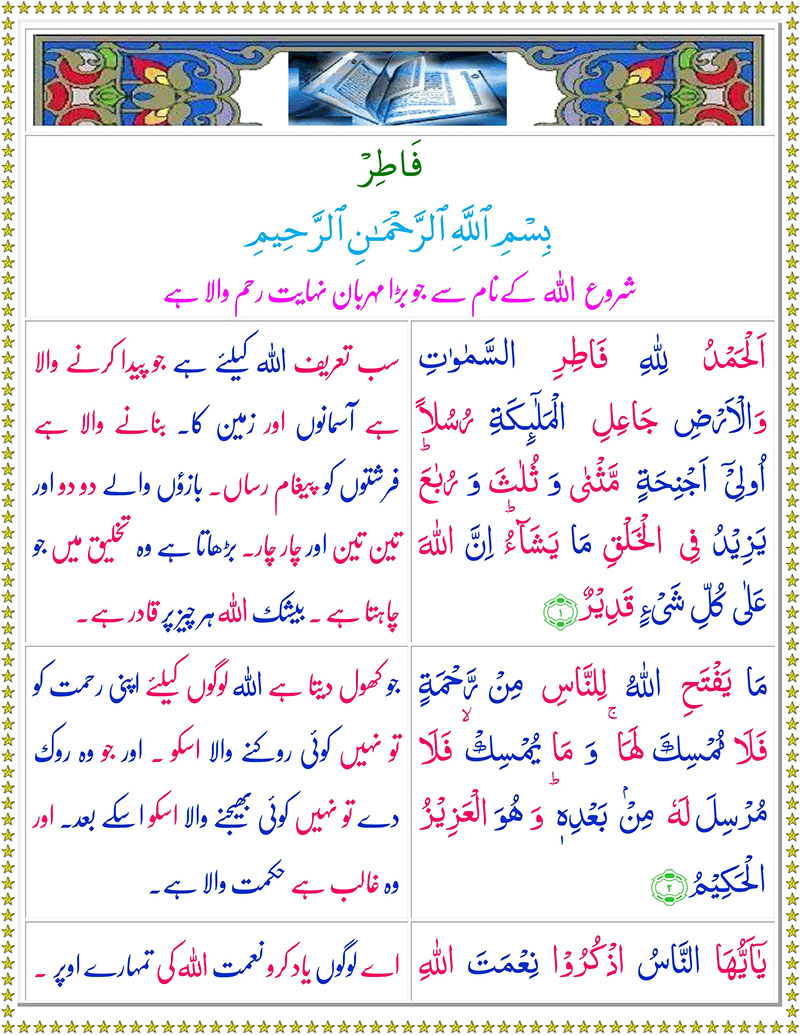 فَاطِرْ
بِسْمِ ٱللَّهِ ٱلرَّحْمَـٰنِ ٱلرَّحِيمِ
شروع اللہ کے نام سے جو بڑا مہربان نہایت رحم والا ہے
اَلْحَمْدُ لِلّٰهِ فَاطِرِ السَّمٰوٰتِ
وَالْاَرْضِ جَاعِلِ الْمَلٰٓئِكَةِ رُسُلًا
اُولِيْٓ اَجْنِحَةٍ مَّثْنٰى وَ ثُلٰثَ وَ رُبٰعَ ؕ
يَزِيْدُ فِي الْخَلْقِ مَا يَشَآءُ ؕ اِنَّ اللّٰهَ
عَلٰى كُلِّ شَيْءٍ قَدِيْرٌ ۱
سب تعریف اللہ کیلئے ہے جو پیدا کرنے والا
ہے آسمانوں اور زمین کا۔ بنانے والا ہے
فرشتوں کو پیغام رساں۔ بازؤں والے دو دو اور
تین تین اور چار چار۔ بڑھاتا ہے وہ تخلیق میں جو
چاہتا ہے ۔ بیشک اللہ ہر چیز پر قادر ہے۔
مَا يَفْتَحِ اللّٰهُ لِلنَّاسِ مِنْ رَّحْمَةٍ
فَلَا مُمْسِكَ لَهَا ۚ وَ مَا يُمْسِكْ ۙ فَلَا
مُرْسِلَ لَهٗ مِنْۢ بَعْدِهٖ ؕ وَ هُوَ الْعَزِيْزُ
الْحَكِيْمُ ۲
جو کھول دیتا ہے اللہ لوگوں کیلئے اپنی رحمت کو
تو نہیں کوئی روکنے والا اسکو ۔ اور جو وہ روک
دے تو نہیں کوئی بھیجنے والا اسکو اسکے بعد۔ اور
وہ غالب ہے حکمت والا ہے۔
يٰٓاَيُّهَا النَّاسُ اذْكُرُوْا نِعْمَتَ اللّٰهِ
اے لوگوں یاد کرو نعمت اللہ کی تمہارے اوپر ۔